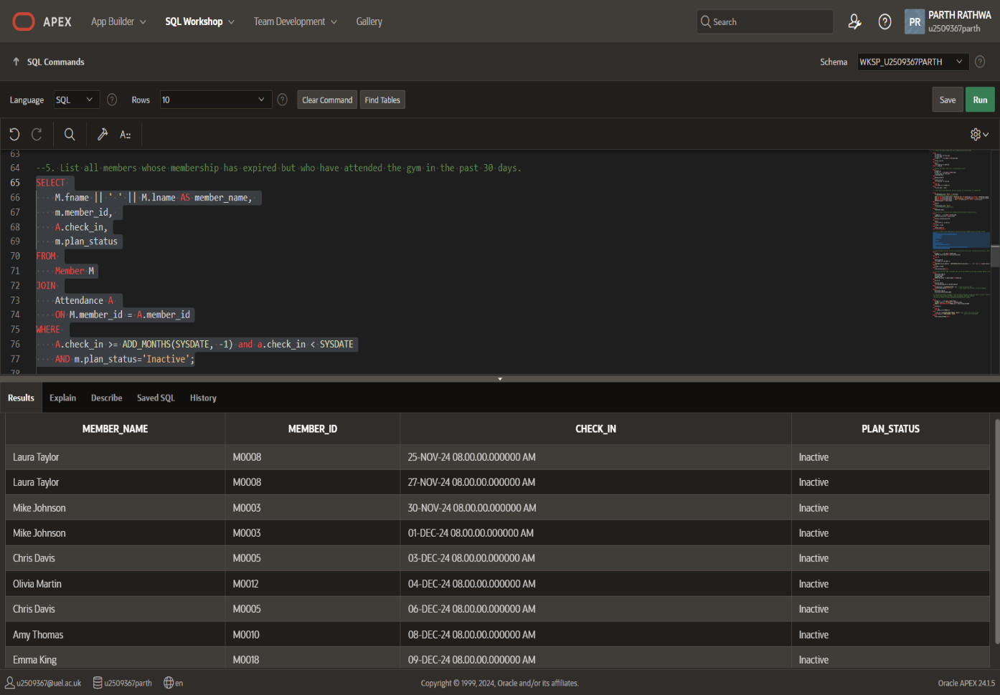 APEX App Builder SQL Workshop Team Development Gallery Search PR PARTH RATHWA
u2509367parth
SQL Commands Schema WKSP_U2509367PARTH
Language SQL Rows 10 Clear Command Find Tables Save Run
63
64 --5. List all members whose membership has expired but who have attended the gym in the past 30 days.
65 SELECT
66 M.fname || ' ' || M.lname AS member_name,
67 m.member_id,
68 A.check_in,
69 m.plan_status
70 FROM
71 Member M
72 JOIN
73 Attendance A
74 ON M.member_id = A.member_id
75 WHERE
76 A.check_in >= ADD_MONTHS(SYSDATE, -1) and a.check_in < SYSDATE
77 AND m.plan_status='Inactive';
78
Results Explain Describe Saved SQL History
MEMBER_NAME MEMBER_ID CHECK_IN PLAN_STATUS
Laura Taylor M0008 25-NOV-24 08.00.00.000000 AM Inactive
Laura Taylor M0008 27-NOV-24 08.00.00.000000 AM Inactive
Mike Johnson M0003 30-NOV-24 08.00.00.000000 AM Inactive
Mike Johnson M0003 01-DEC-24 08.00.00.000000 AM Inactive
Chris Davis M0005 03-DEC-24 08.00.00.000000 AM Inactive
Olivia Martin M0012 04-DEC-24 08.00.00.000000 AM Inactive
Chris Davis M0005 06-DEC-24 08.00.00.000000 AM Inactive
Amy Thomas M0010 08-DEC-24 08.00.00.000000 AM Inactive
Emma King M0018 09-DEC-24 08.00.00.000000 AM Inactive
u2509367@uel.ac.uk u2509367parth en Copyright © 1999, 2024, Oracle and/or its affiliates. Oracle APEX 24.1.5